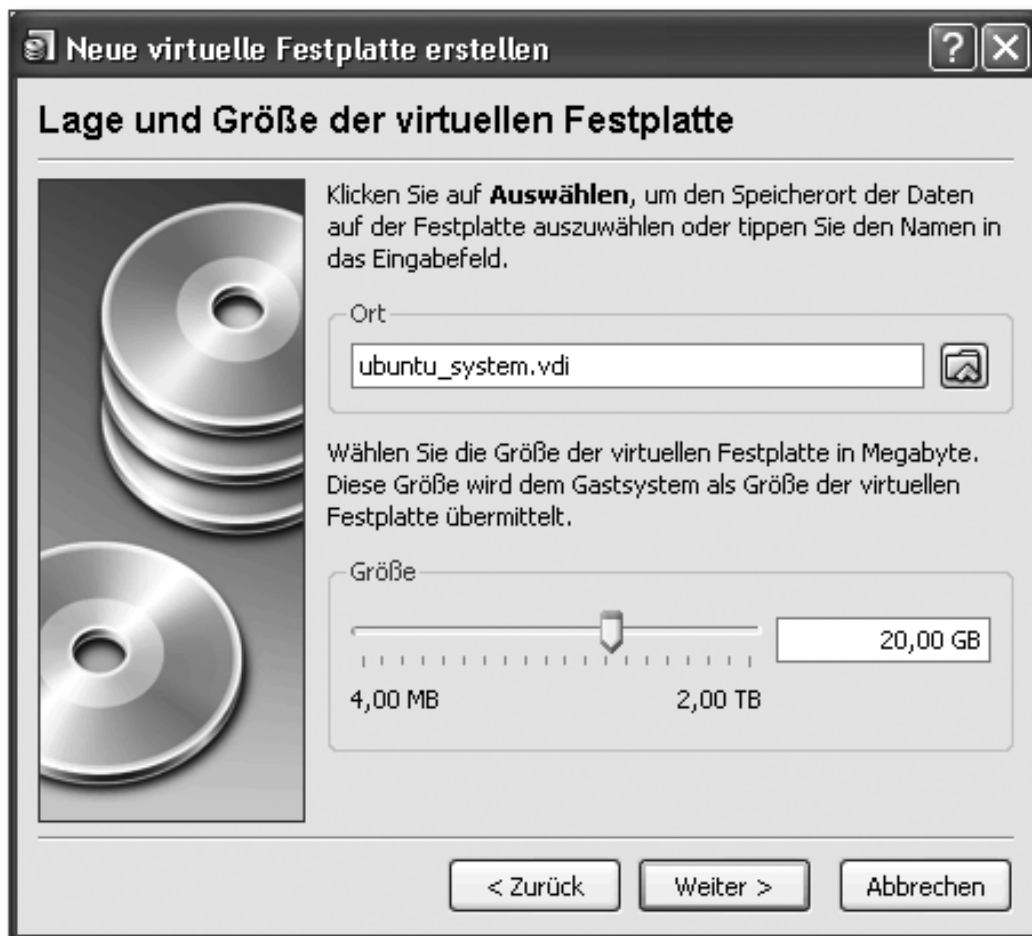 Neue virtuelle Festplatte erstellen
Lage und Größe der virtuellen Festplatte
Klicken Sie auf Auswählen, um den Speicherort der Daten
auf der Festplatte auszuwählen oder tippen Sie den Namen in
das Eingabefeld.
Ort
ubuntu_system.vdi
Wählen Sie die Größe der virtuellen Festplatte in Megabyte.
Diese Größe wird dem Gastsystem als Größe der virtuellen
Festplatte übermittelt.
Größe
20,00 GB
4,00 MB 2,00 TB
< Zurück Weiter > Abbrechen